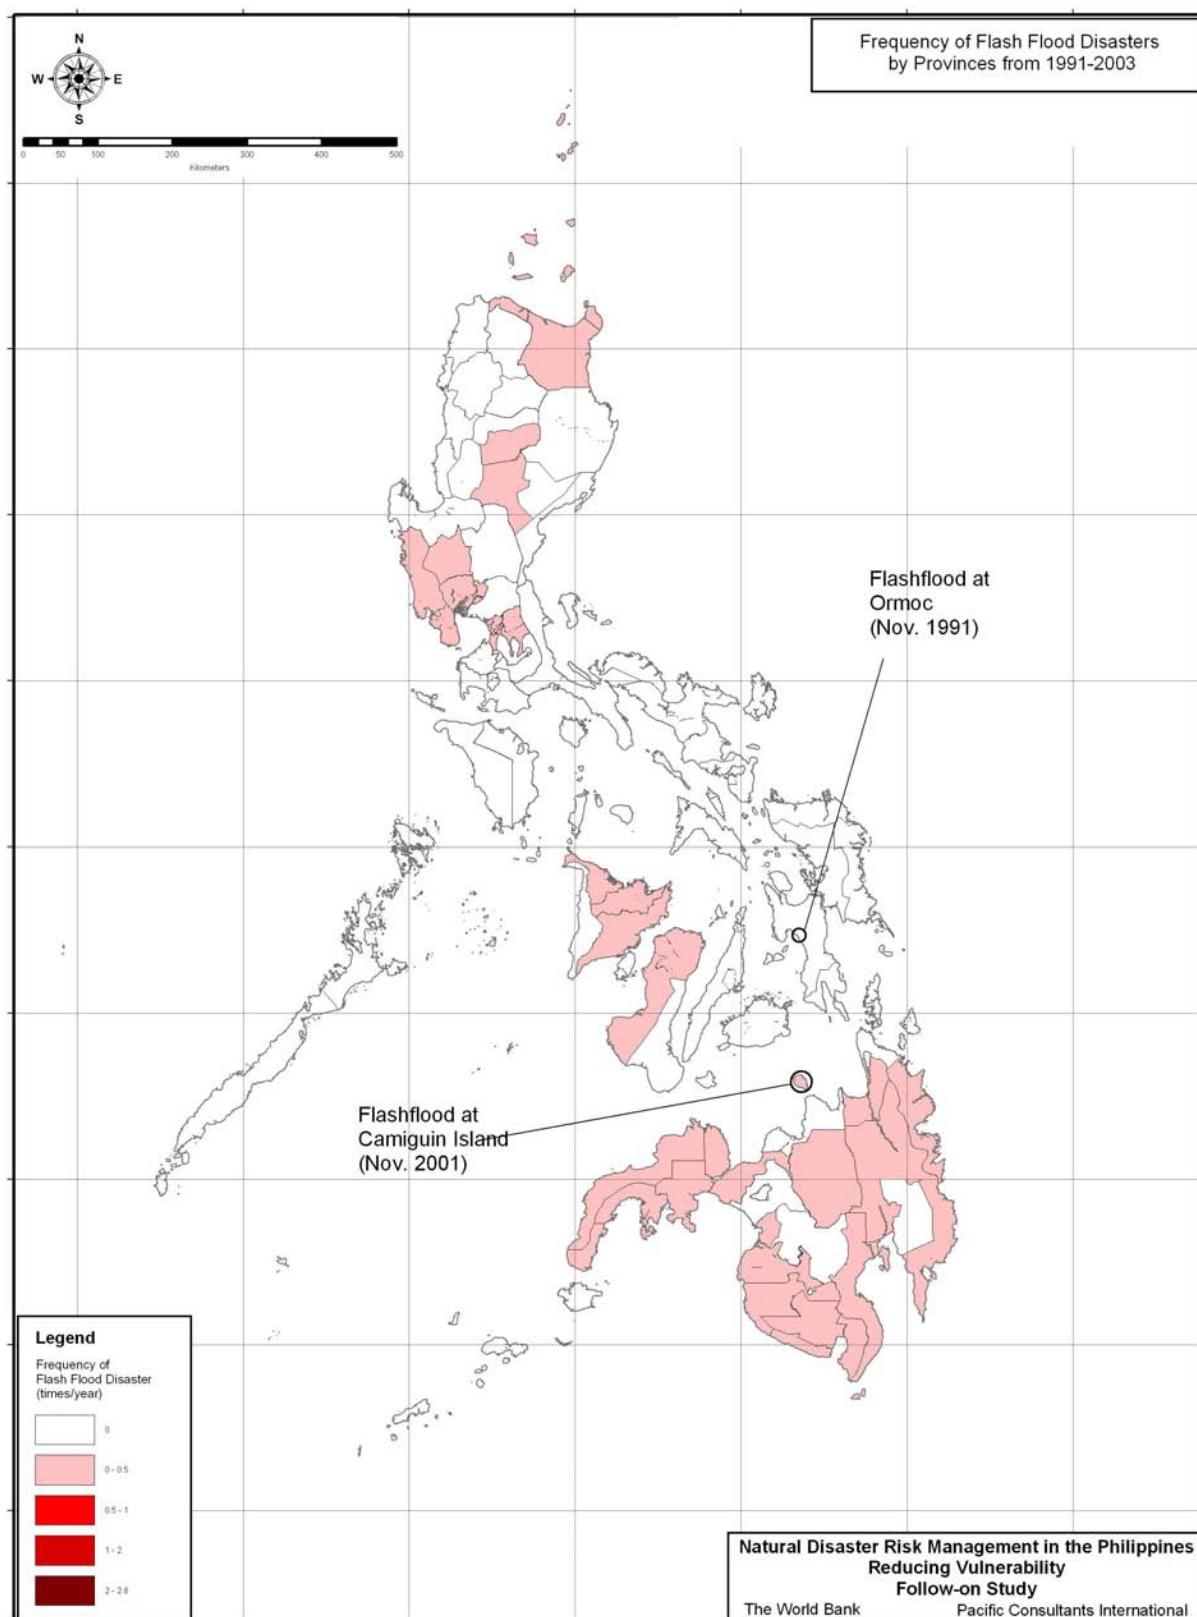 Frequency of Flash Flood Disasters
by Provinces from 1991-2003
N
W E
S
0 50 100 200 300 400 500
Kilometers
Flashflood at
Ormoc
(Nov. 1991)
Flashflood at
Camiguin Island
(Nov. 2001)
Legend
Frequency of
Flash Flood Disaster
(times/year)
0
0 - 0.5
0.5 - 1
1 - 2
2 - 2.8
Natural Disaster Risk Management in the Philippines
Reducing Vulnerability
Follow-on Study
The World Bank Pacific Consultants International